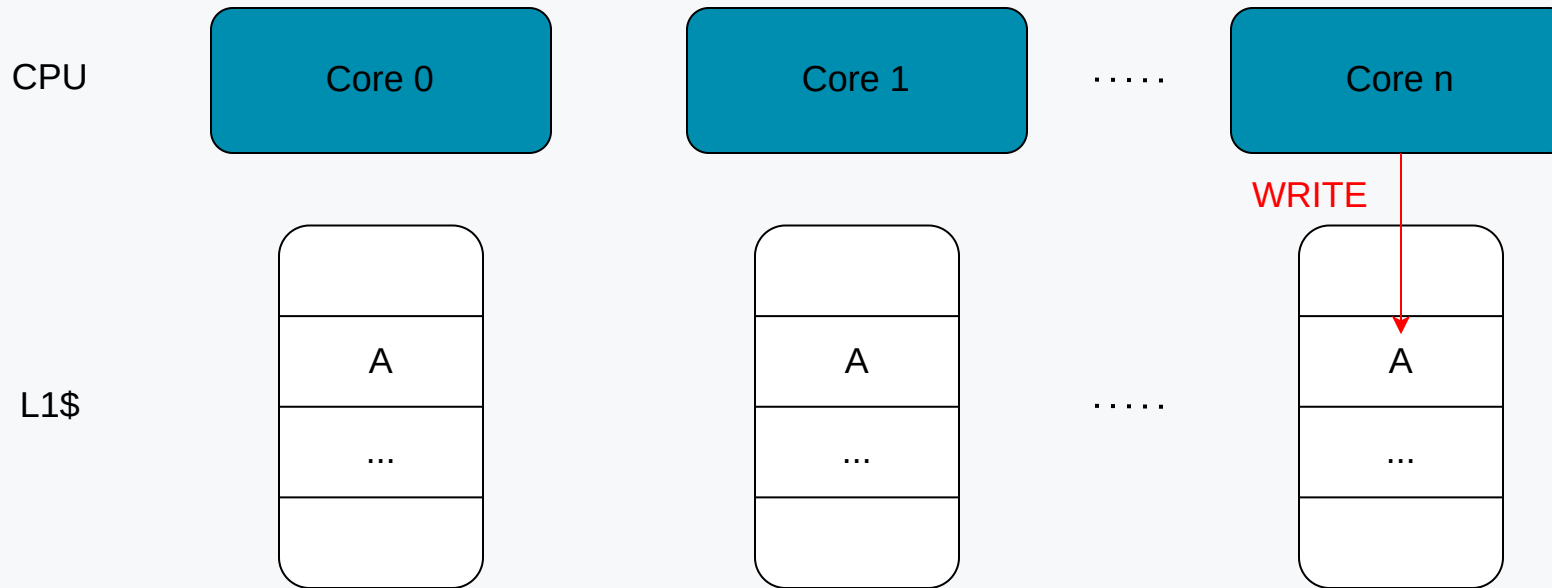 CPU
Core 0
Core 1
.....
Core n
WRITE
L1$
A
A
A
.....
...
...
...